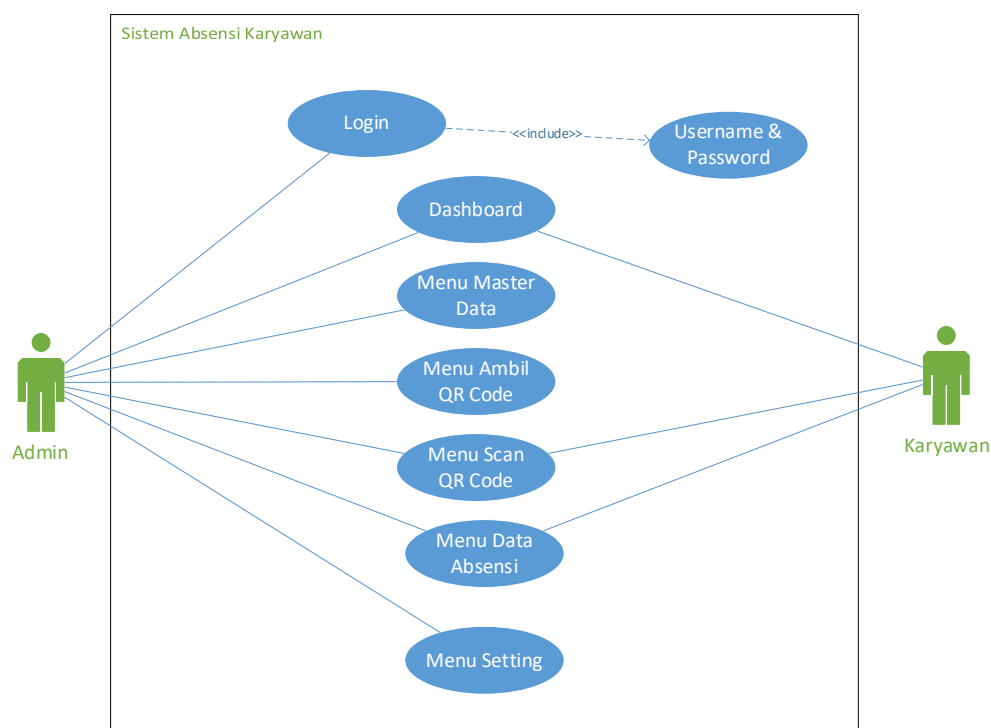 Sistem Absensi Karyawan
Login
<<include>>
Username &
Password
Dashboard
Menu Master
Data
Menu Ambil
QR Code
Menu Scan
QR Code
Menu Data
Absensi
Menu Setting
Admin
Karyawan